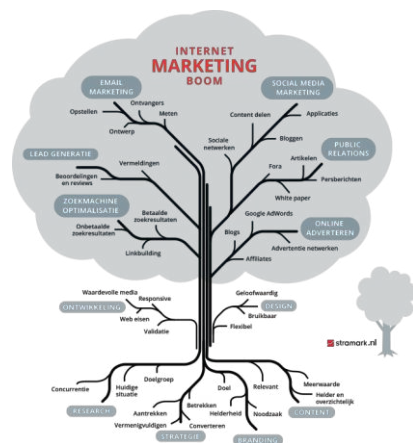 INTERNET
MARKETING
BOOM
EMAIL
MARKETING
Opstellen
Ontvangers
Meten
Ontwerp
SOCIAL MEDIA
MARKETING
Content delen
Applicaties
Sociale
netwerken
Bloggen
LEAD GENERATIE
Vermeldingen
Beoordelingen
en reviews
PUBLIC
RELATIONS
Fora
Artikelen
Persberichten
White paper
ZOEKMACHINE
OPTIMALISATIE
Betaalde
zoekresultaten
Onbetaalde
zoekresultaten
Linkbuilding
ONLINE
ADVERTEREN
Google AdWords
Blogs
Advertentie netwerken
Affiliates
Waardevolle media
Responsive
ONTWIKKELING
Web eisen
Validatie
Geloofwaardig
DESIGN
Bruikbaar
Flexibel
stramark.nl
Concurrentie
Huidige
situatie
Doelgroep
RESEARCH
Aantrekken
Betrekken
Vermenigvuldigen
Converteren
STRATEGIE
Doel
Helderheid
Noodzaak
BRANDING
Relevant
Meerwaarde
Helder en
overzichtelijk
CONTENT